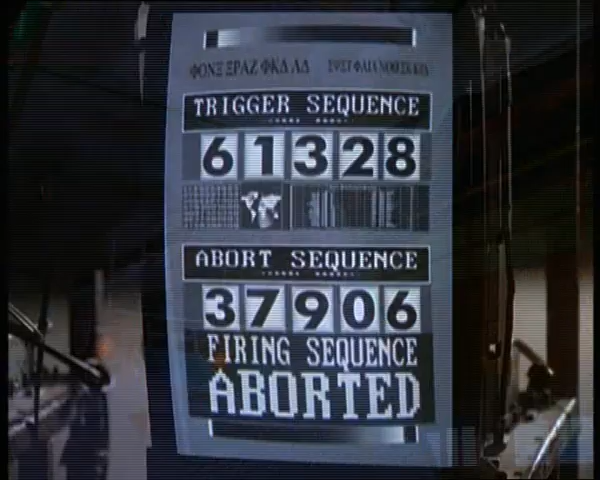 TRIGGER SEQUENCE
61328
ABORT SEQUENCE
37906
FIRING SEQUENCE
ABORTED